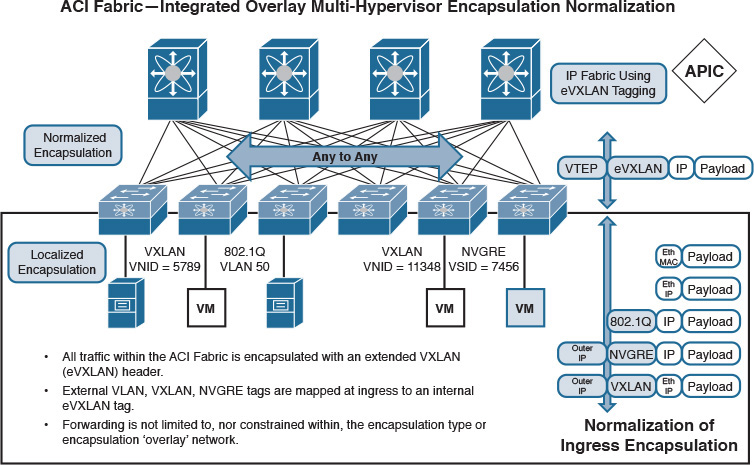 ACI Fabric—Integrated Overlay Multi-Hypervisor Encapsulation Normalization
IP Fabric Using
eVXLAN Tagging
APIC
Normalized
Encapsulation
Any to Any
VTEP eVXLAN IP Payload
Localized
Encapsulation
VXLAN
VNID = 5789
802.1Q
VLAN 50
VXLAN
VNID = 11348
NVGRE
VSID = 7456
VM
VM
VM
Eth
MAC
Payload
Eth
IP
Payload
802.1Q IP Payload
Outer
IP
NVGRE IP Payload
Outer
IP
VXLAN
Eth
IP
Payload
• All traffic within the ACI Fabric is encapsulated with an extended VXLAN
(eVXLAN) header.
• External VLAN, VXLAN, NVGRE tags are mapped at ingress to an internal
eVXLAN tag.
• Forwarding is not limited to, nor constrained within, the encapsulation type or
encapsulation ‘overlay’ network.
Normalization of
Ingress Encapsulation